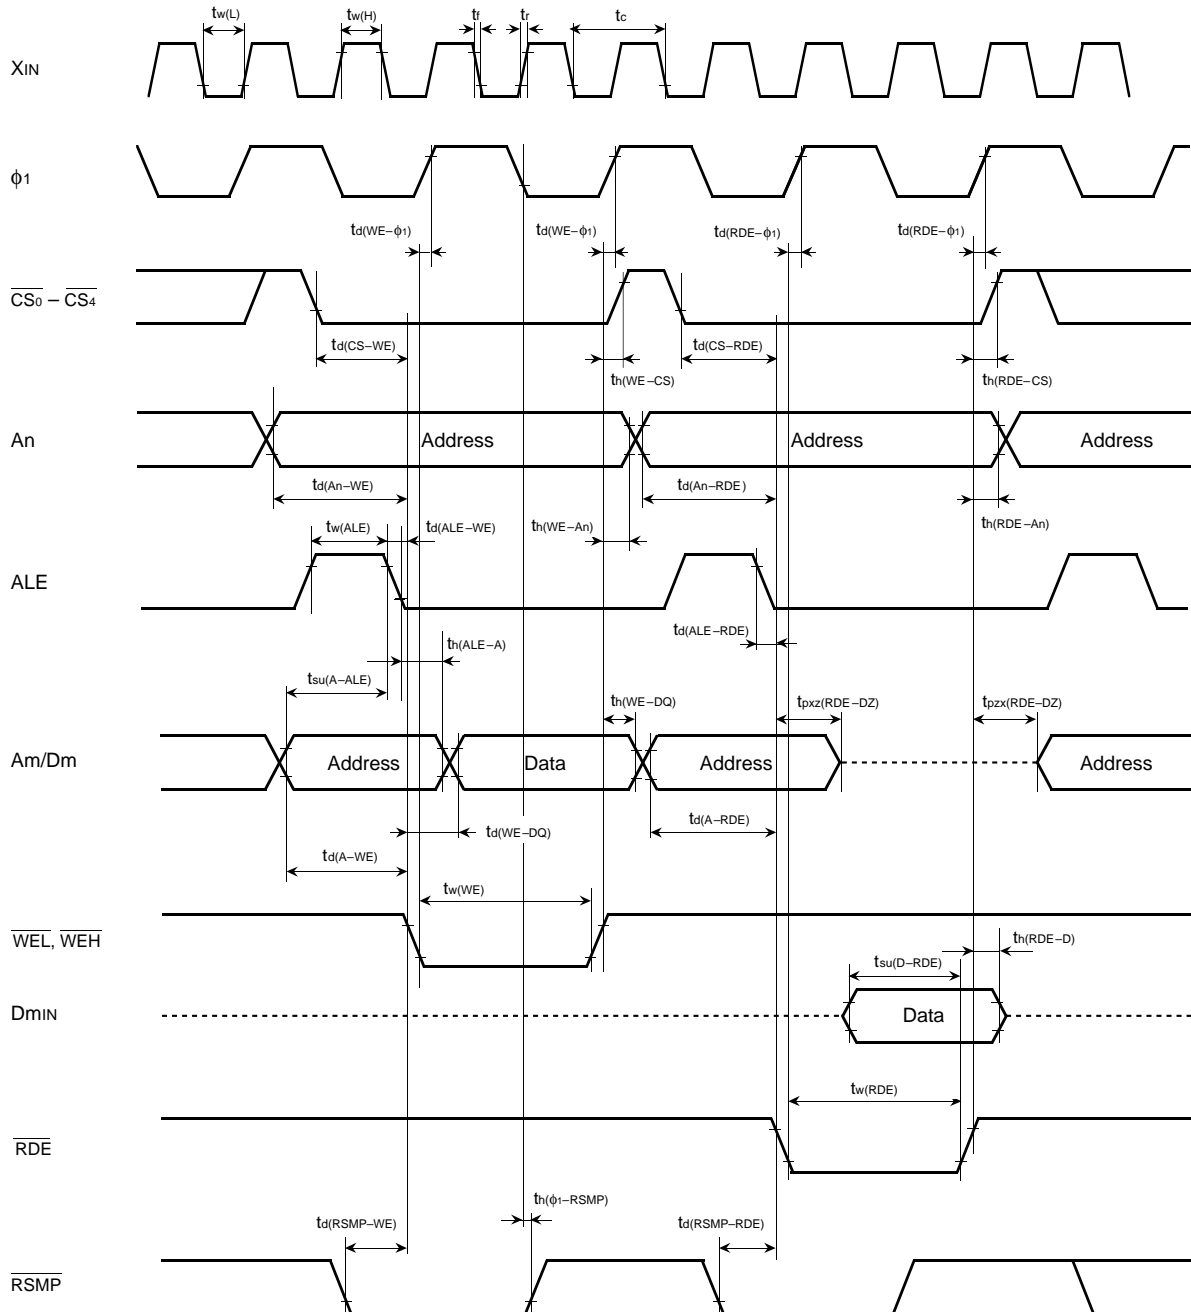 tw(L) tw(H) tf tr tc
XIN
ϕ1
td(WE–ϕ1) td(WE–ϕ1) td(RDE–ϕ1) td(RDE–ϕ1)
CS0 – CS4
td(CS–WE) td(CS–RDE)
th(WE–CS) th(RDE–CS)
An Address Address Address
td(An–WE) td(An–RDE)
tw(ALE) td(ALE–WE) th(WE–An) th(RDE–An)
ALE
td(ALE–RDE)
th(ALE–A)
tsu(A–ALE)
th(WE–DQ) tpxz(RDE–DZ) tpzx(RDE–DZ)
Am/Dm Address Data Address Address
td(WE–DQ) td(A–RDE)
td(A–WE)
tw(WE)
WEL, WEH
th(RDE–D)
tsu(D–RDE)
DmIN Data
tw(RDE)
RDE
th(ϕ1–RSMP)
td(RSMP–WE) td(RSMP–RDE)
RSMP